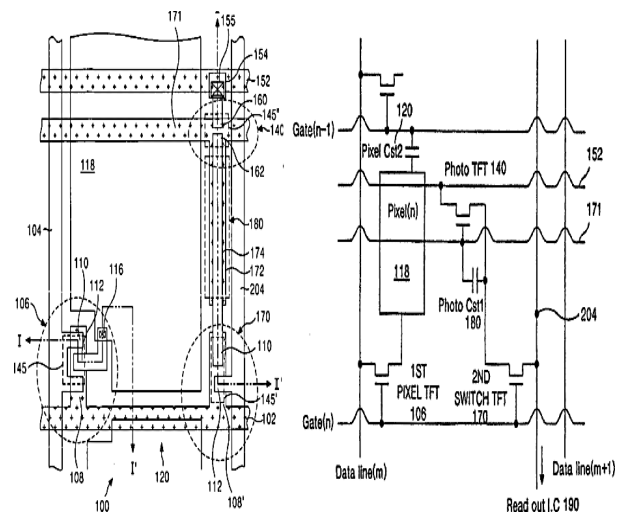 171
155
154
152
160
145"
140
118
162
104
180
174
172
204
110
116
106
112
170
I
110
145
I'
145'
102
108
I'
120
112
108'
100
Gate(n-1)
120
Pixel Cst2
Photo TFT 140
152
Pixel(n)
171
118
Photo Cst1
180
204
1ST
PIXEL TFT
106
2ND
SWITCH TFT
170
Gate(n)
Data line(m)
Data line(m+1)
Read out I.C 190